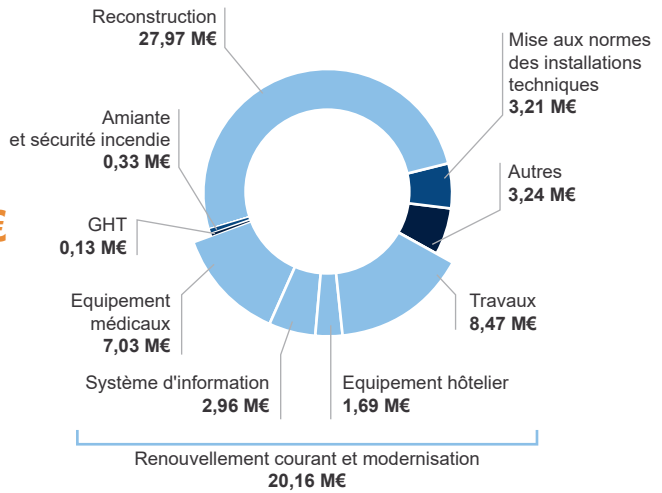 Reconstruction
27,97 M€
Mise aux normes
des installations
techniques
3,21 M€
Amiante
et sécurité incendie
0,33 M€
Autres
3,24 M€
€
GHT
0,13 M€
Equipement
médicaux
7,03 M€
Travaux
8,47 M€
Système d'information
2,96 M€
Equipement hôtelier
1,69 M€
Renouvellement courant et modernisation
20,16 M€